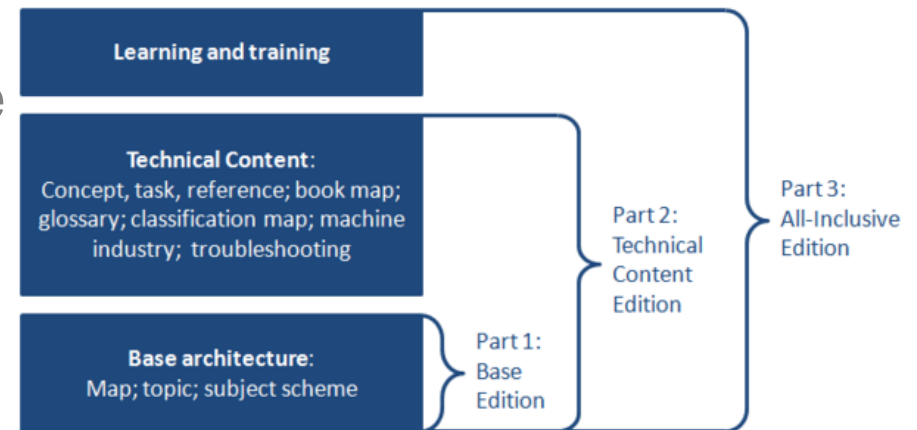 Learning and training
e
Technical Content:
Concept, task, reference; book map;
glossary; classification map; machine
industry; troubleshooting
Base architecture:
Map; topic; subject scheme
Part 1:
Base
Edition
Part 2:
Technical
Content
Edition
Part 3:
All-Inclusive
Edition